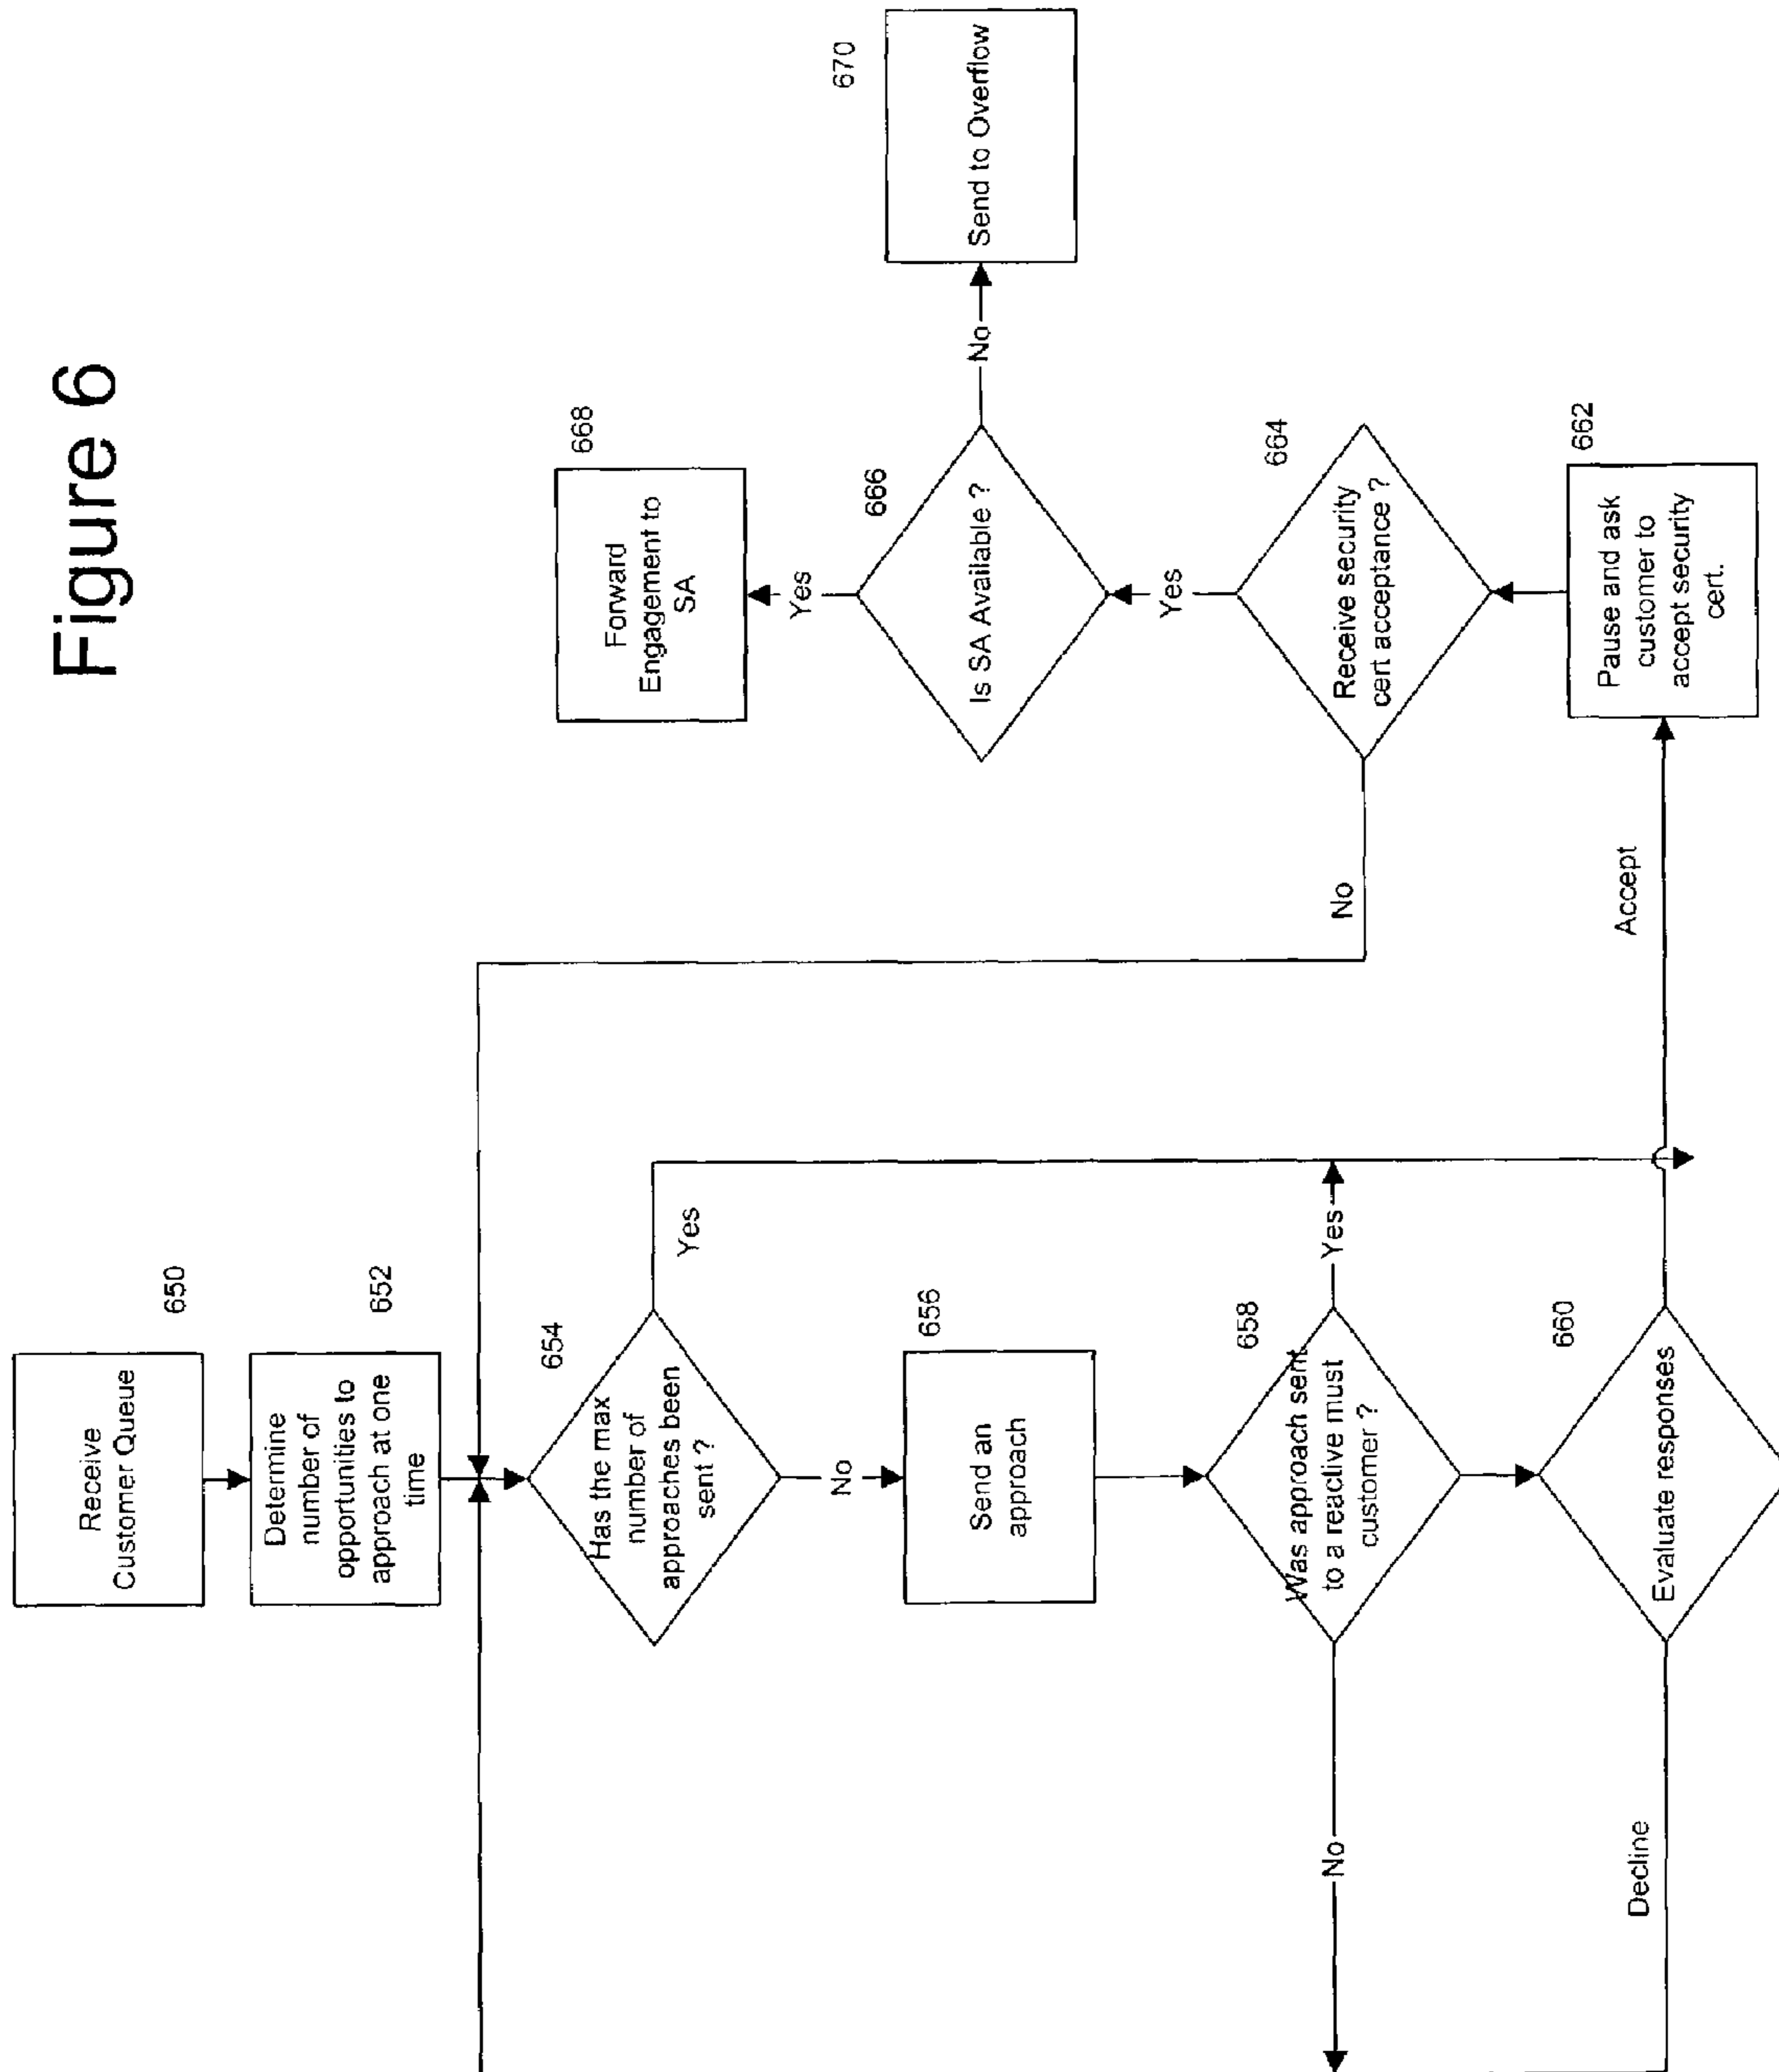 Figure 6
Receive
Customer Queue
650
Determine
number of
opportunities to
approach at one
time
652
Has the max
number of
approaches been
sent ?
654
Yes
No
Send an
approach
656
Was approach sent
to a reactive must
customer ?
658
Yes
No
Evaluate responses
660
Decline
Accept
Pause and ask
customer to
accept security
cert.
662
Receive security
cert acceptance ?
664
No
Yes
Is SA Available ?
666
Yes
No
Forward
Engagement to
SA
668
Send to Overflow
670